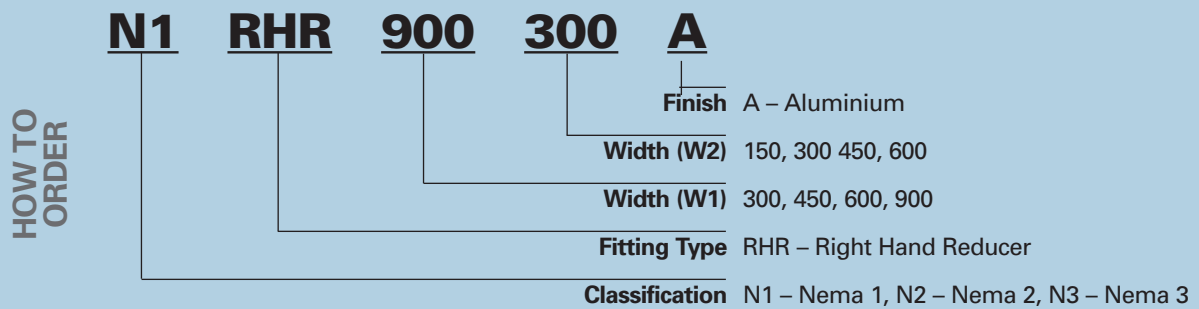 N1 RHR 900 300 A
HOW TO
ORDER
Finish A – Aluminium
Width (W2) 150, 300 450, 600
Width (W1) 300, 450, 600, 900
Fitting Type RHR – Right Hand Reducer
Classification N1 – Nema 1, N2 – Nema 2, N3 – Nema 3